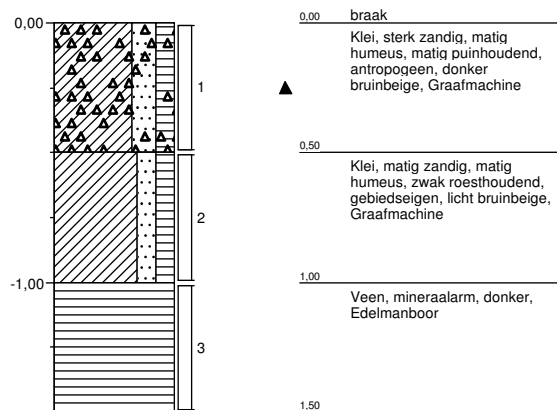 0,00
-1,00
1
2
3
0,00
braak
Klei, sterk zandig, matig
humeus, matig puinhoudend,
antropogeen, donker
bruinbeige, Graafmachine
0,50
Klei, matig zandig, matig
humeus, zwak roesthoudend,
gebiedseigen, licht bruinbeige,
Graafmachine
1,00
Veen, mineraalarm, donker,
Edelmanboor
1,50